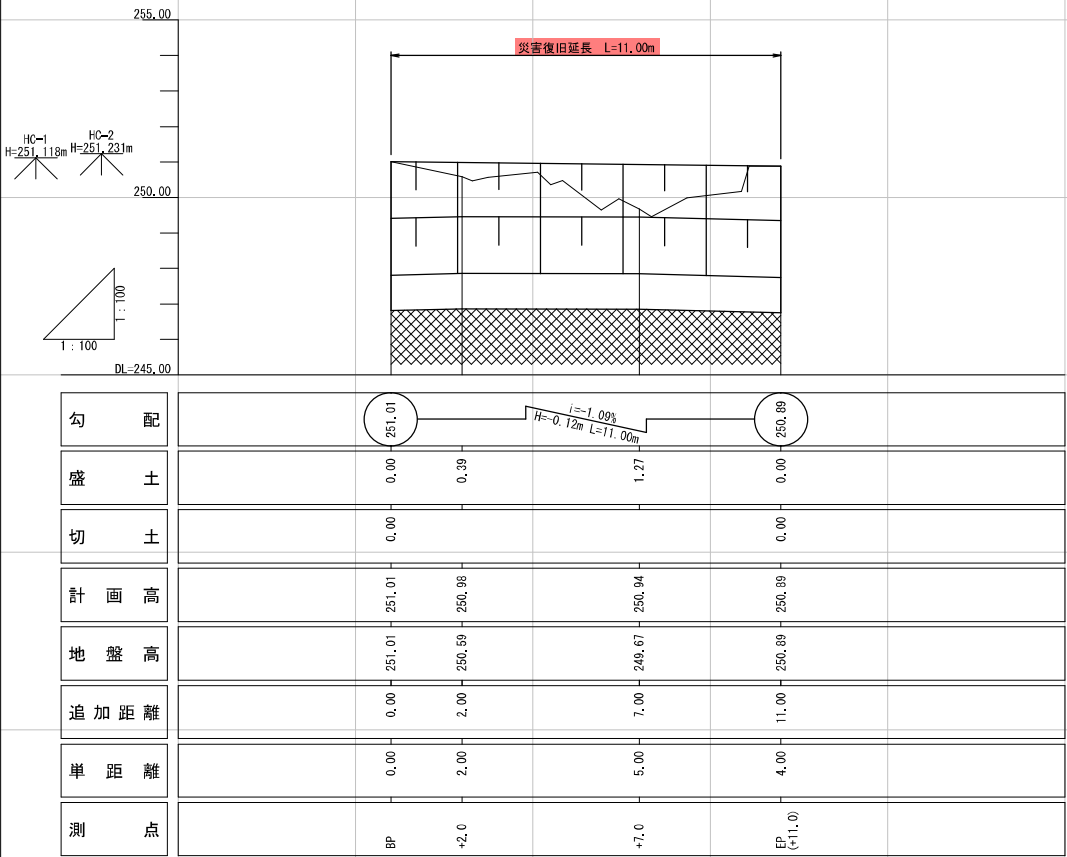 255.00
災害復旧延長 L=11.00m
HC-1
H=251.118m
HC-2
H=251.231m
250.00
1 : 100
1 : 100
DL=245.00
勾配
251.01
i=-1.09%
H=-0.12m L=11.00m
250.89
盛土
0.00
0.39
1.27
0.00
切土
0.00
0.00
計画高
251.01
250.98
250.94
250.89
地盤高
251.01
250.59
249.67
250.89
追加距離
0.00
2.00
7.00
11.00
単距離
0.00
2.00
5.00
4.00
測点
BP
+2.0
+7.0
EP
(+11.0)